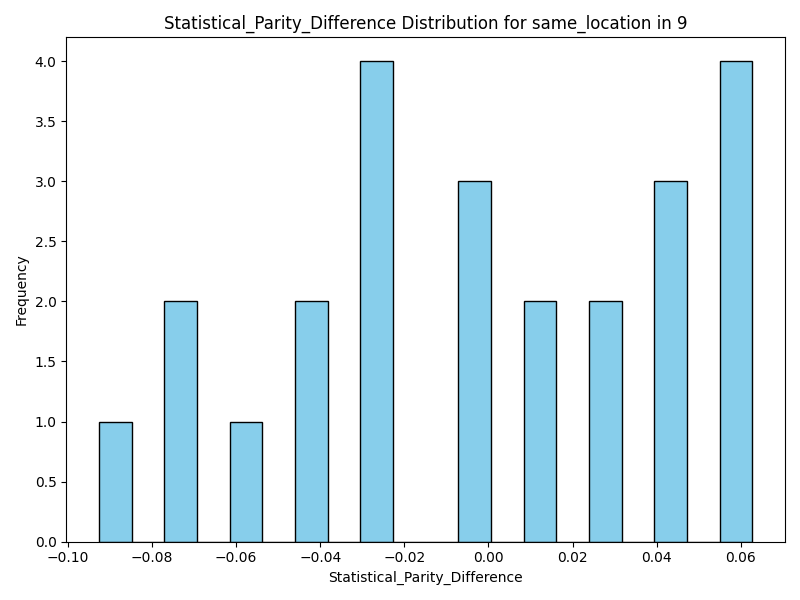 Statistical_Parity_Difference Distribution for same_location in 9
Frequency
4.0
3.5
3.0
2.5
2.0
1.5
1.0
0.5
0.0
−0.10 −0.08 −0.06 −0.04 −0.02 0.00 0.02 0.04 0.06
Statistical_Parity_Difference